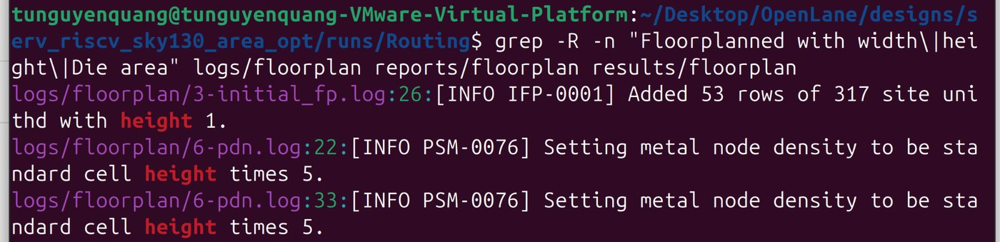 tunguyenquang@tunguyenquang-VMware-Virtual-Platform:~/Desktop/OpenLane/designs/s
erv_riscv_sky130_area_opt/runs/Routing$ grep -R -n "Floorplanned with width\|hei
ght\|Die area" logs/floorplan reports/floorplan results/floorplan
logs/floorplan/3-initial_fp.log:26:[INFO IFP-0001] Added 53 rows of 317 site uni
thd with height 1.
logs/floorplan/6-pdn.log:22:[INFO PSM-0076] Setting metal node density to be sta
ndard cell height times 5.
logs/floorplan/6-pdn.log:33:[INFO PSM-0076] Setting metal node density to be sta
ndard cell height times 5.